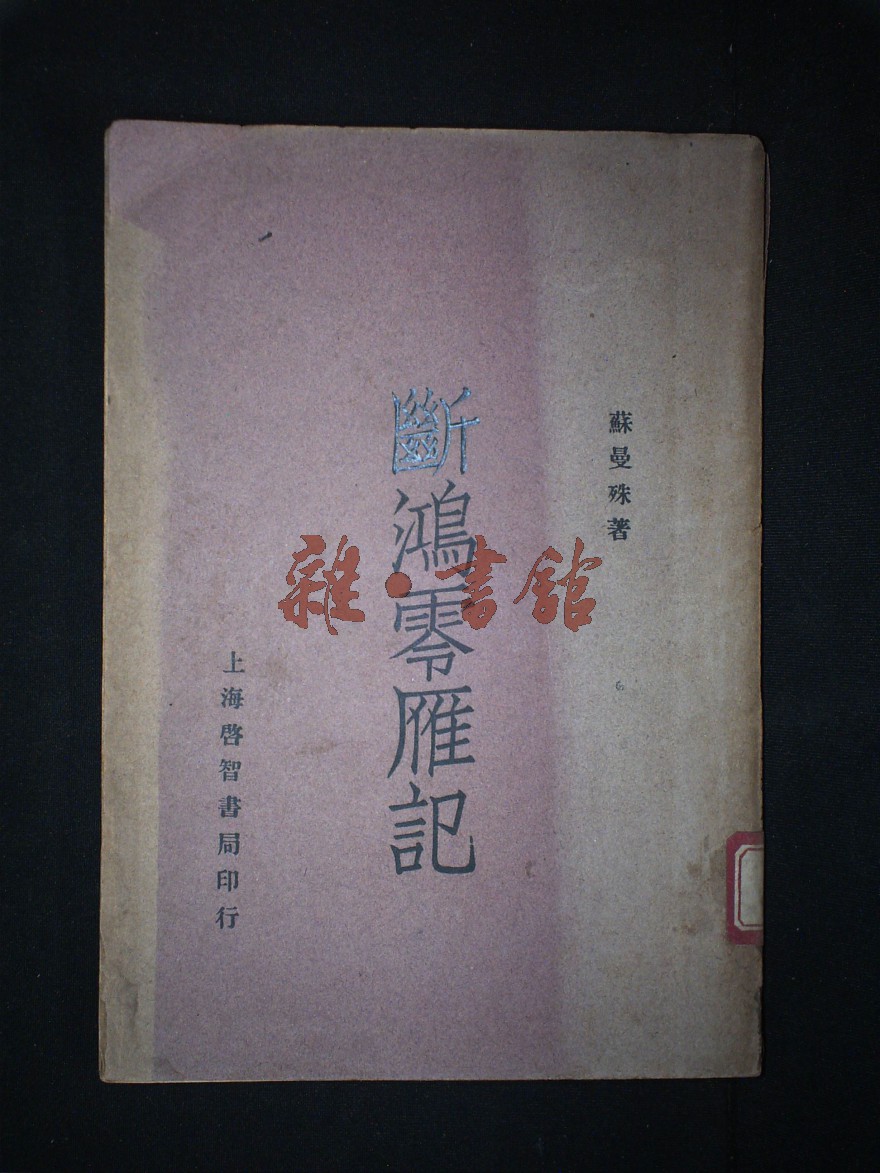 蘇曼殊著
斷鴻零雁記
上海啓智書局印行
雜·書館